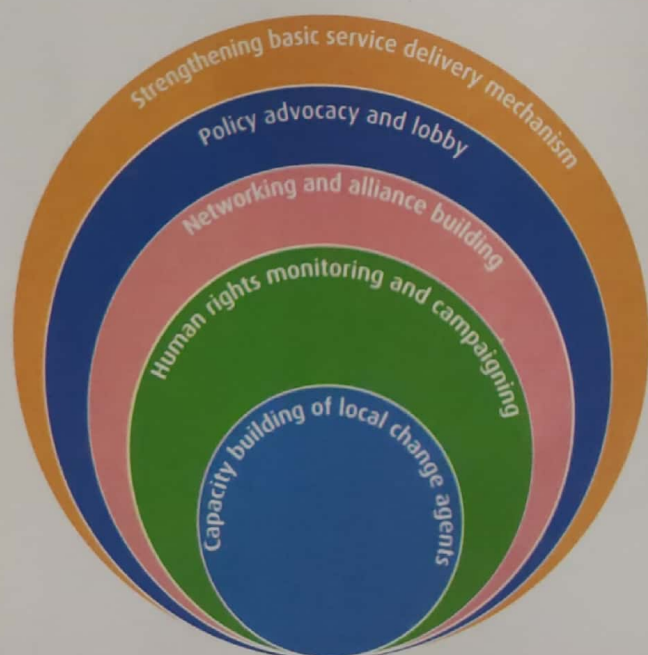 Strengthening basic service delivery mechanism
Policy advocacy and lobby
Networking and alliance building
Human rights monitoring and campaigning
Capacity building of local change agents